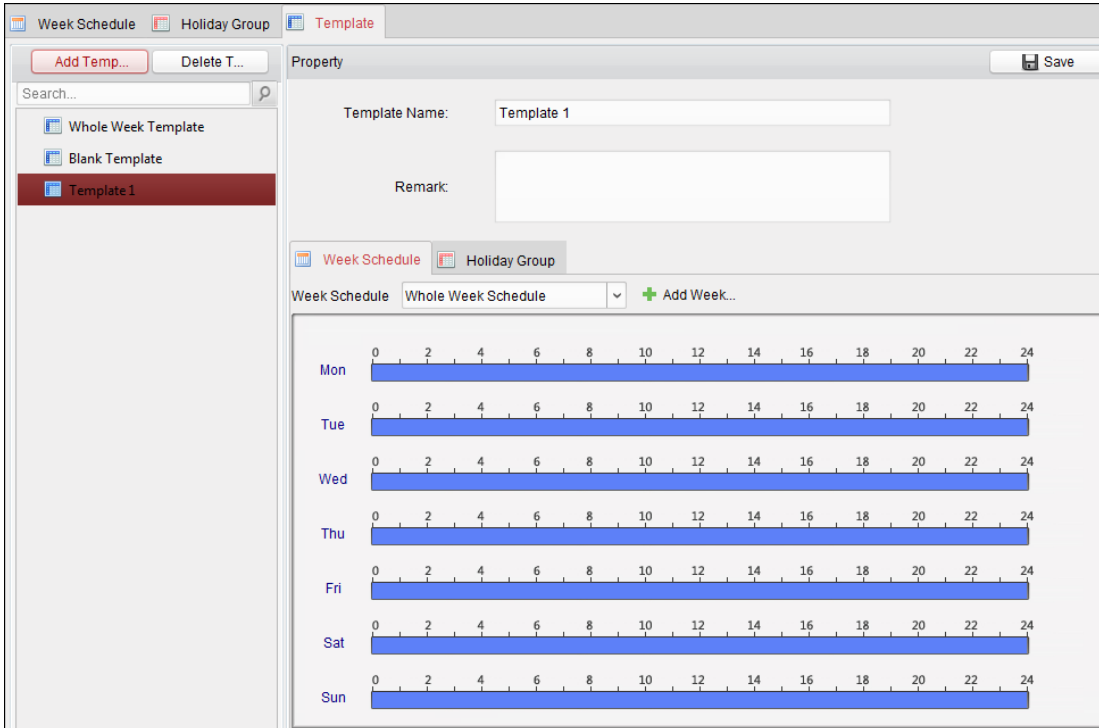 Week Schedule Holiday Group Template
Add Temp... Delete T... Property Save
Search...
Whole Week Template
Blank Template
Template 1
Template Name: Template 1
Remark:
Week Schedule Holiday Group
Week Schedule Whole Week Schedule Add Week...
0 2 4 6 8 10 12 14 16 18 20 22 24
Mon
0 2 4 6 8 10 12 14 16 18 20 22 24
Tue
0 2 4 6 8 10 12 14 16 18 20 22 24
Wed
0 2 4 6 8 10 12 14 16 18 20 22 24
Thu
0 2 4 6 8 10 12 14 16 18 20 22 24
Fri
0 2 4 6 8 10 12 14 16 18 20 22 24
Sat
0 2 4 6 8 10 12 14 16 18 20 22 24
Sun